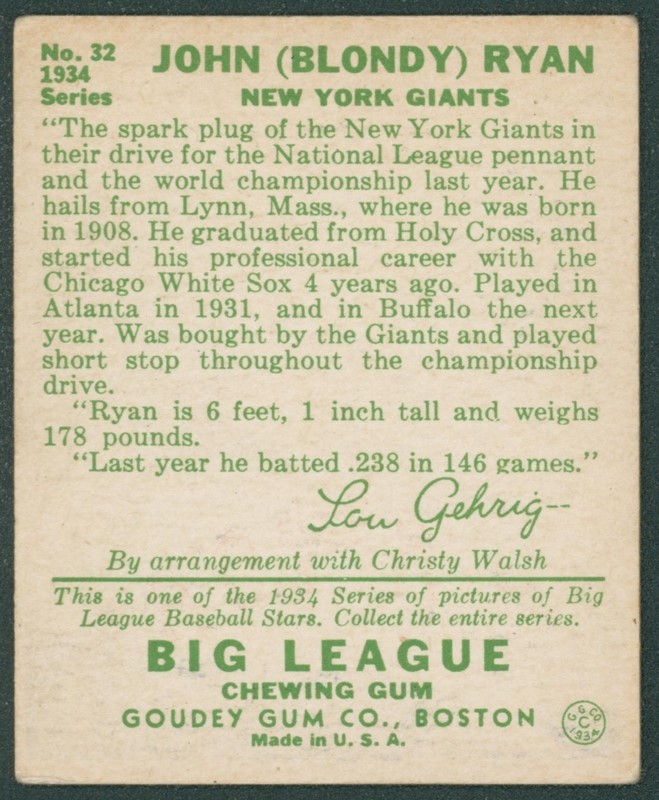 No. 32
1934
Series
JOHN (BLONDY) RYAN
NEW YORK GIANTS
“The spark plug of the New York Giants in
their drive for the National League pennant
and the world championship last year. He
hails from Lynn, Mass., where he was born
in 1908. He graduated from Holy Cross, and
started his professional career with the
Chicago White Sox 4 years ago. Played in
Atlanta in 1931, and in Buffalo the next
year. Was bought by the Giants and played
short stop throughout the championship
drive.
“Ryan is 6 feet, 1 inch tall and weighs
178 pounds.
“Last year he batted .238 in 146 games.”
Lou Gehrig--
By arrangement with Christy Walsh
This is one of the 1934 Series of pictures of Big
League Baseball Stars. Collect the entire series.
BIG LEAGUE
CHEWING GUM
GOUDEY GUM CO., BOSTON
Made in U. S. A.
G. G. CO
C
1934